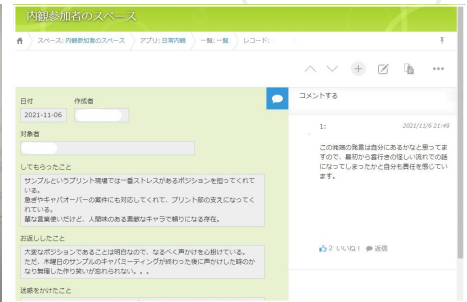 内観参加者のスペース
スペース: 内観参加者のスペース アプリ: 日常内観 一覧: 一覧 レコード:
日付 作成者
2021-11-06
対象者
してもらったこと
サンプルというプリント現場では一番ストレスがあるポジションを担ってくれて
いる。
急ぎやキャパオーバーの案件にも対応してくれて、プリント部の支えになってく
れている。
普な言葉使いだけど、人間味のある素敵なキャラで頼りになる存在。
お返ししたこと
大変なポジションであることは明白なので、なるべく声かけを心掛けている。
ただ、木曜日のサンプルのキャパミーティングが終わった後に声かけした時のか
なり無理した作り笑いが忘れられない。。。
迷惑をかけたこと
コメントする
1: 2021/11/6 21:49
この発端の発言は自分にあるかなと思ってま
すので、最初から雲行きの怪しい流れでの話
になってしまったかと自分も責任を感じてい
ます。
2 いいね! 返信